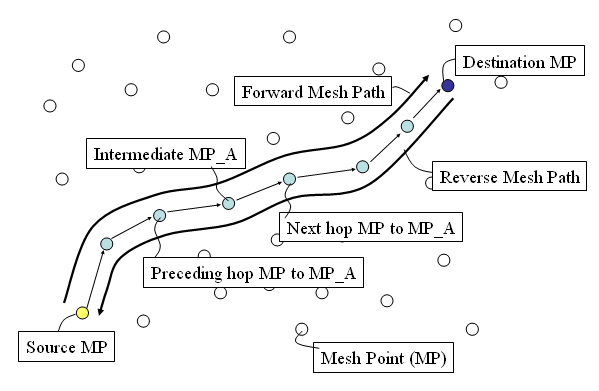 Destination MP
Forward Mesh Path
Intermediate MP_A
Reverse Mesh Path
Next hop MP to MP_A
Preceding hop MP to MP_A
Source MP
Mesh Point (MP)